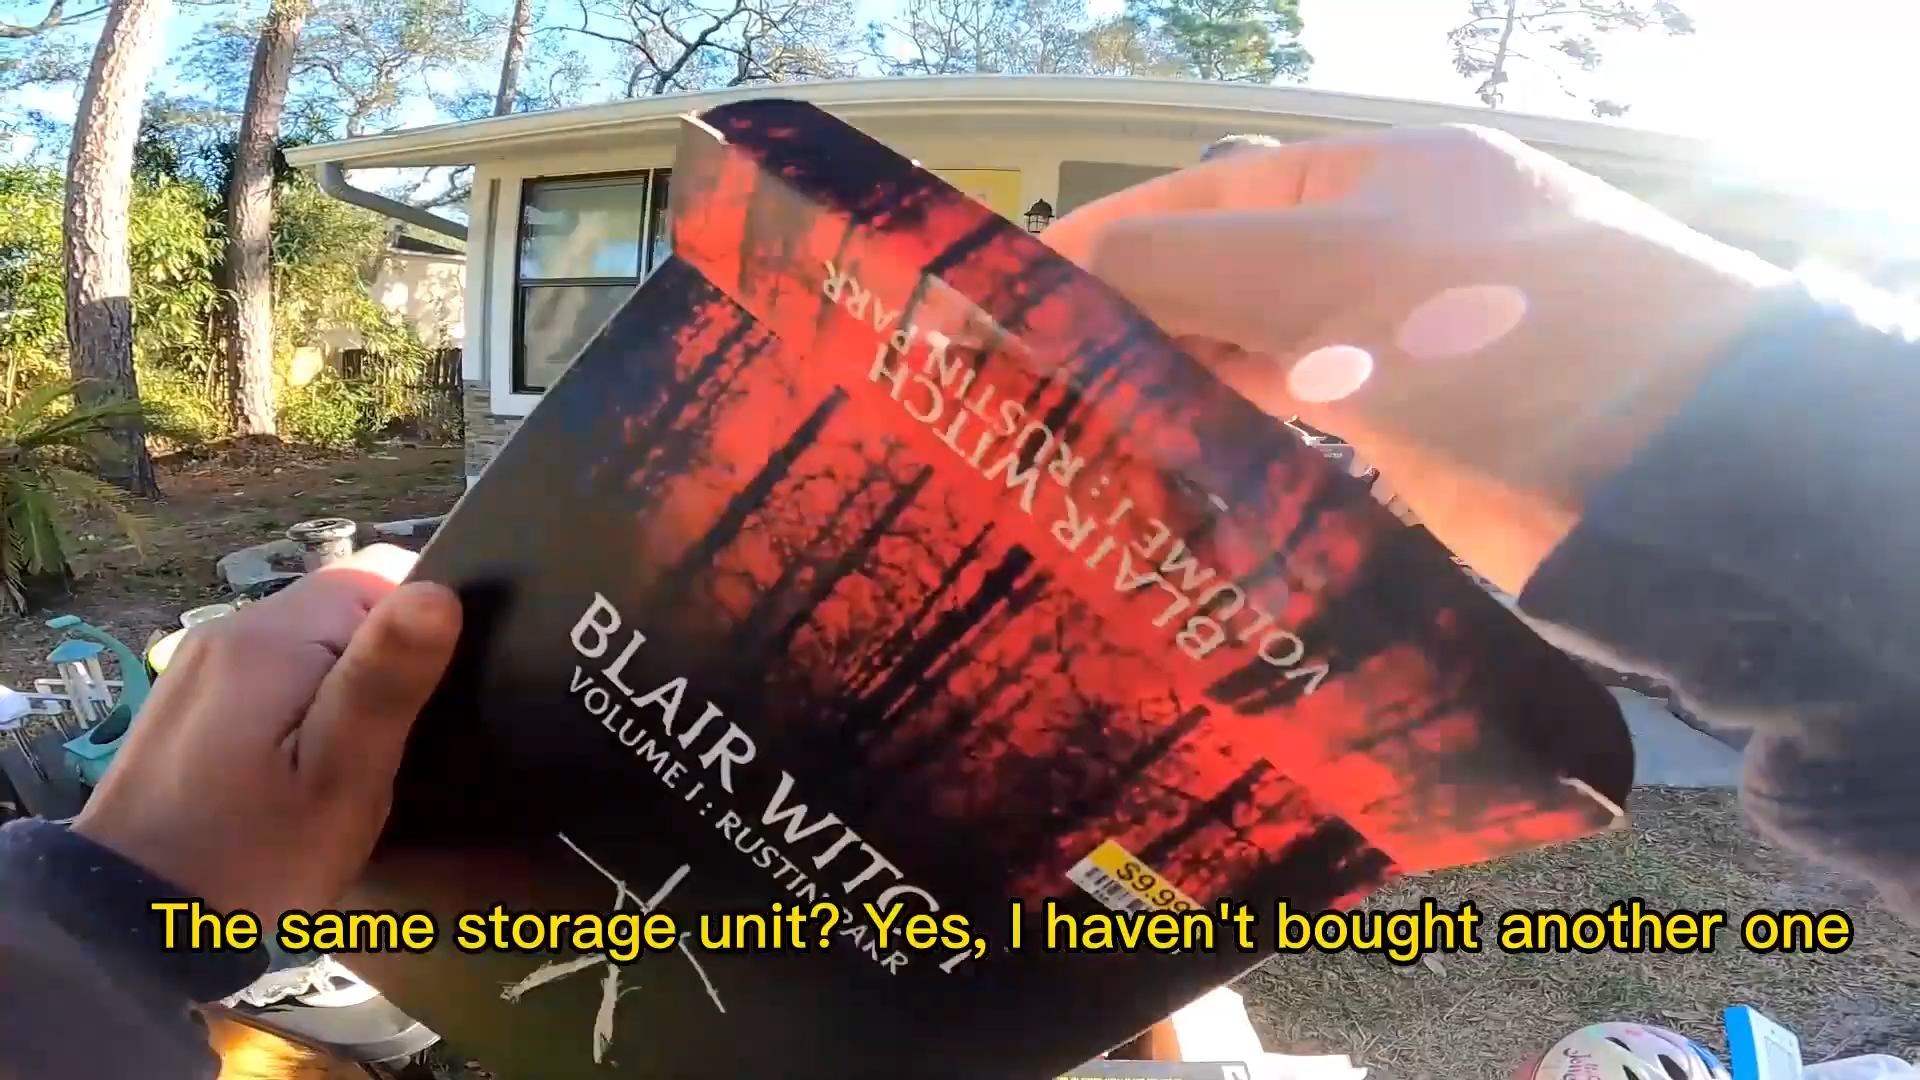 BLAIR WITCH
VOLUME I : RUSTIN PARR
BLAIR WITCH
VOLUME I : RUSTIN PARR
$9.99
The same storage unit? Yes, I haven't bought another one